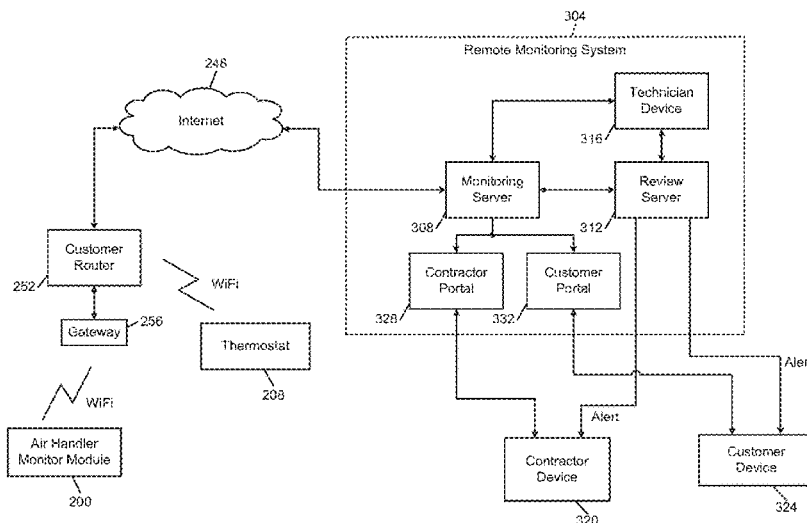 304
Remote Monitoring System
248
Internet
Technician
Device
316
Monitoring
Server
308
Review
Server
312
Customer
Router
252
WiFi
Contractor
Portal
328
Customer
Portal
332
Gateway
256
Thermostat
208
WiFi
Alert
Alert
Air Handler
Monitor Module
200
Contractor
Device
320
Customer
Device
324